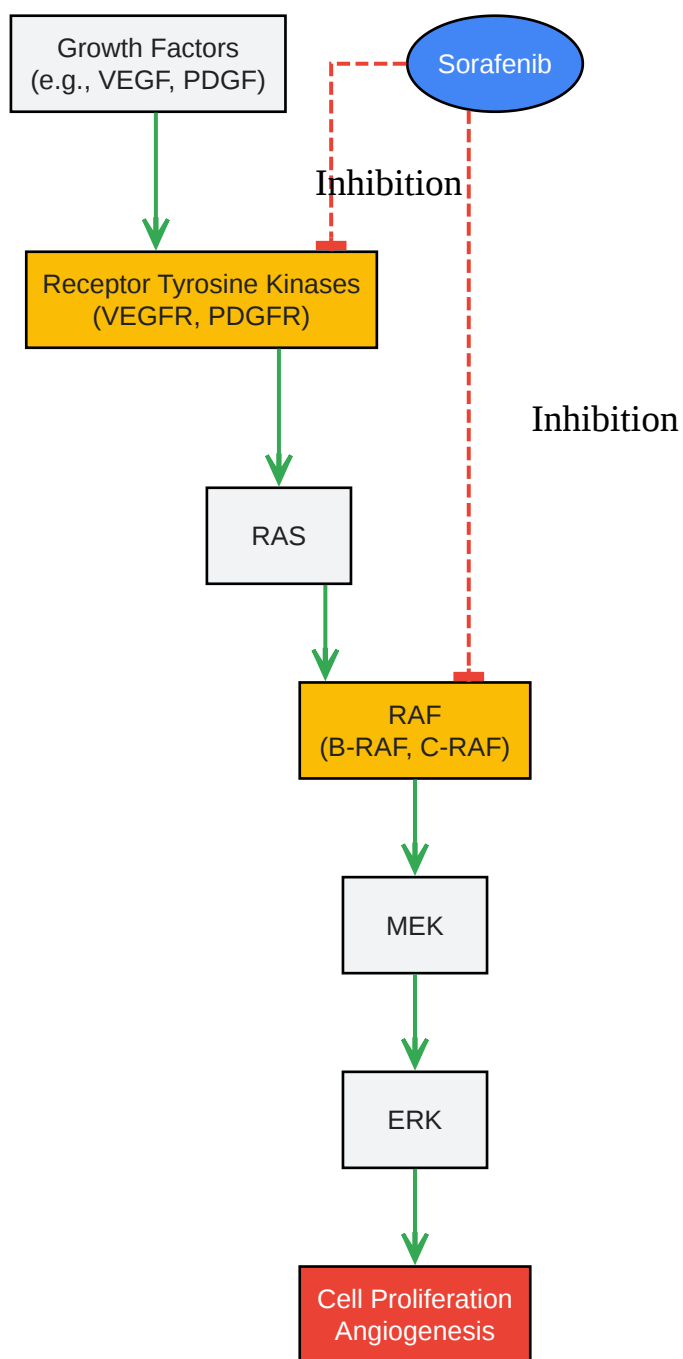 Growth Factors
(e.g., VEGF, PDGF)
Sorafenib
Inhibition
Receptor Tyrosine Kinases
(VEGFR, PDGFR)
Inhibition
RAS
RAF
(B-RAF, C-RAF)
MEK
ERK
Cell Proliferation
Angiogenesis